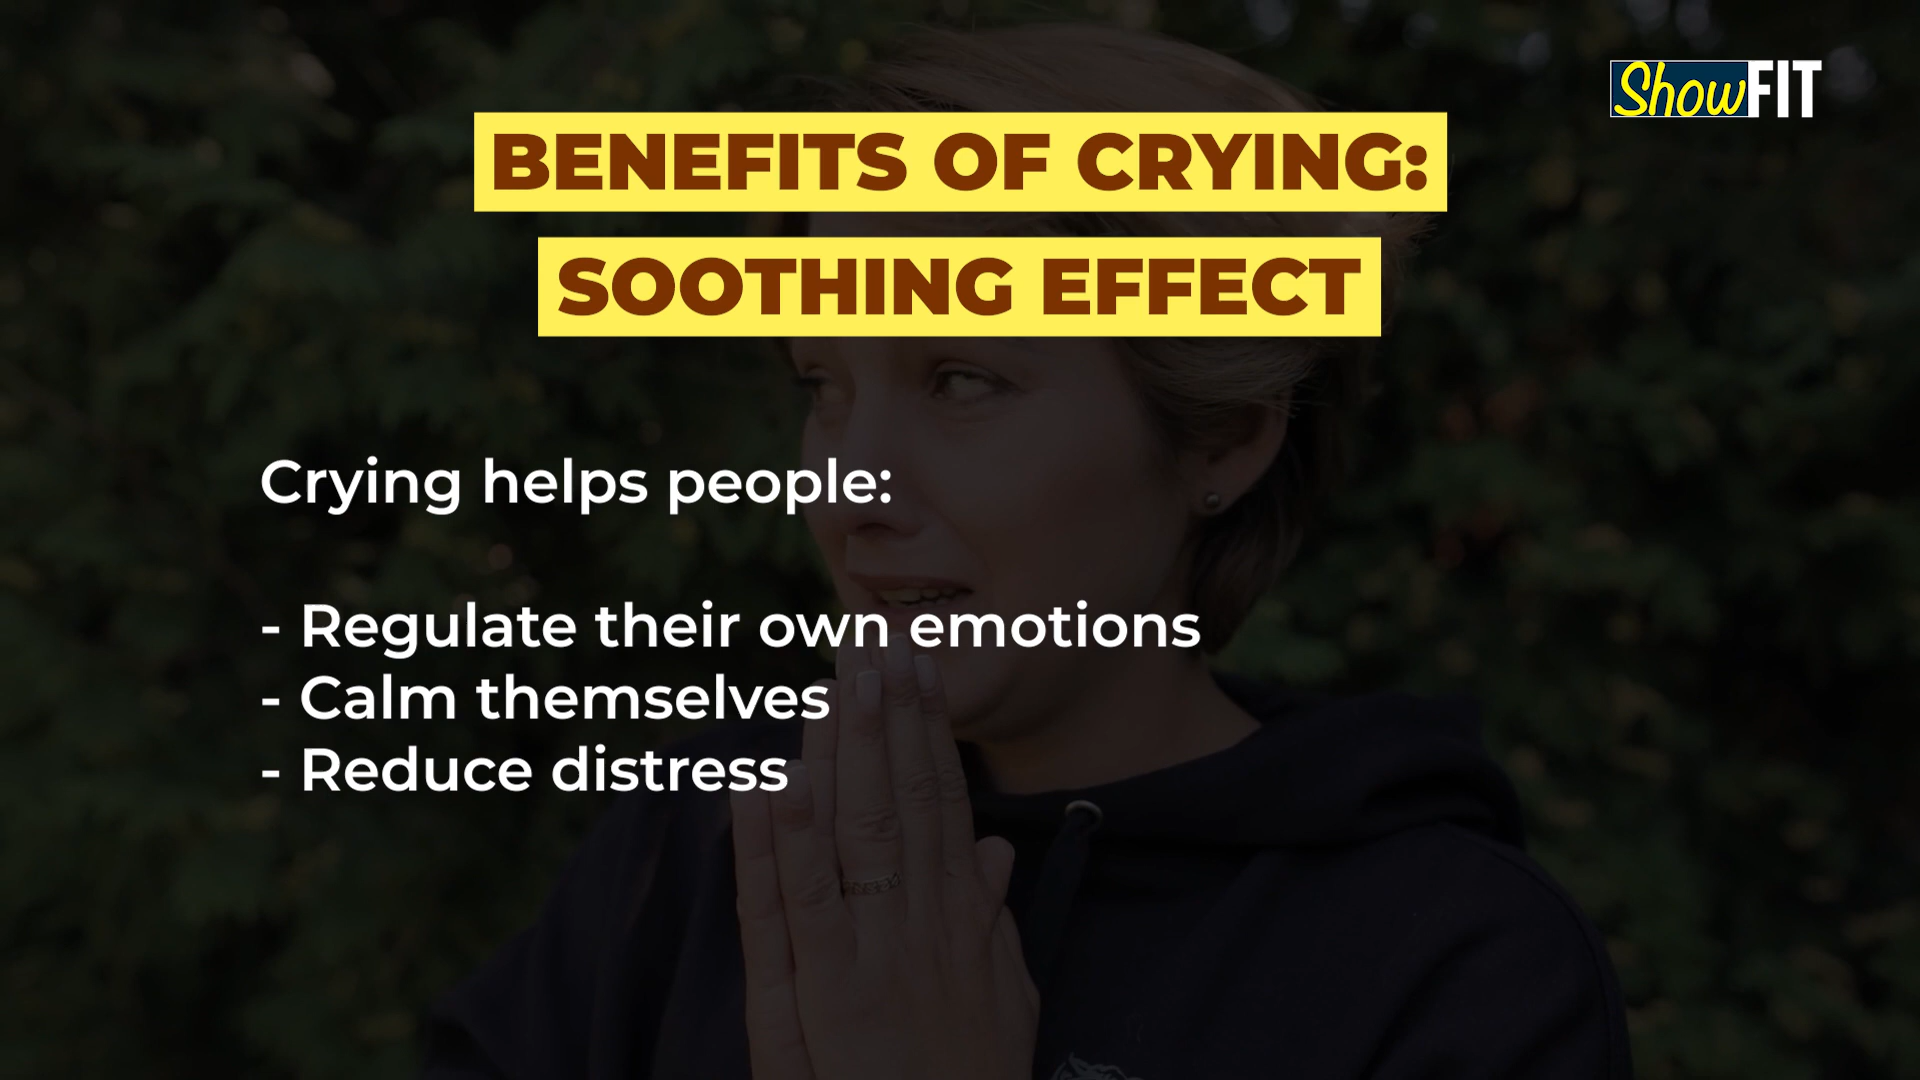 ShowFIT
BENEFITS OF CRYING:
SOOTHING EFFECT
Crying helps people:
- Regulate their own emotions
- Calm themselves
- Reduce distress